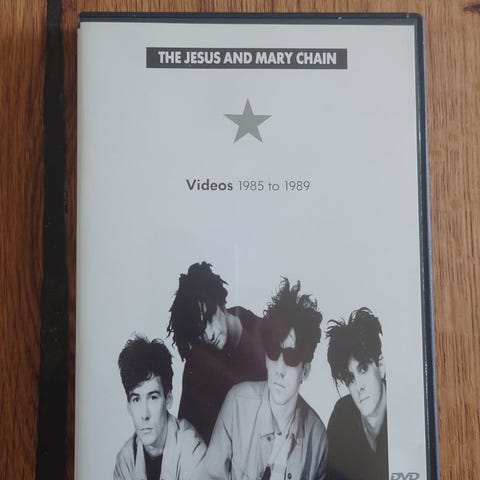 THE JESUS AND MARY CHAIN
Videos 1985 to 1989
DVD